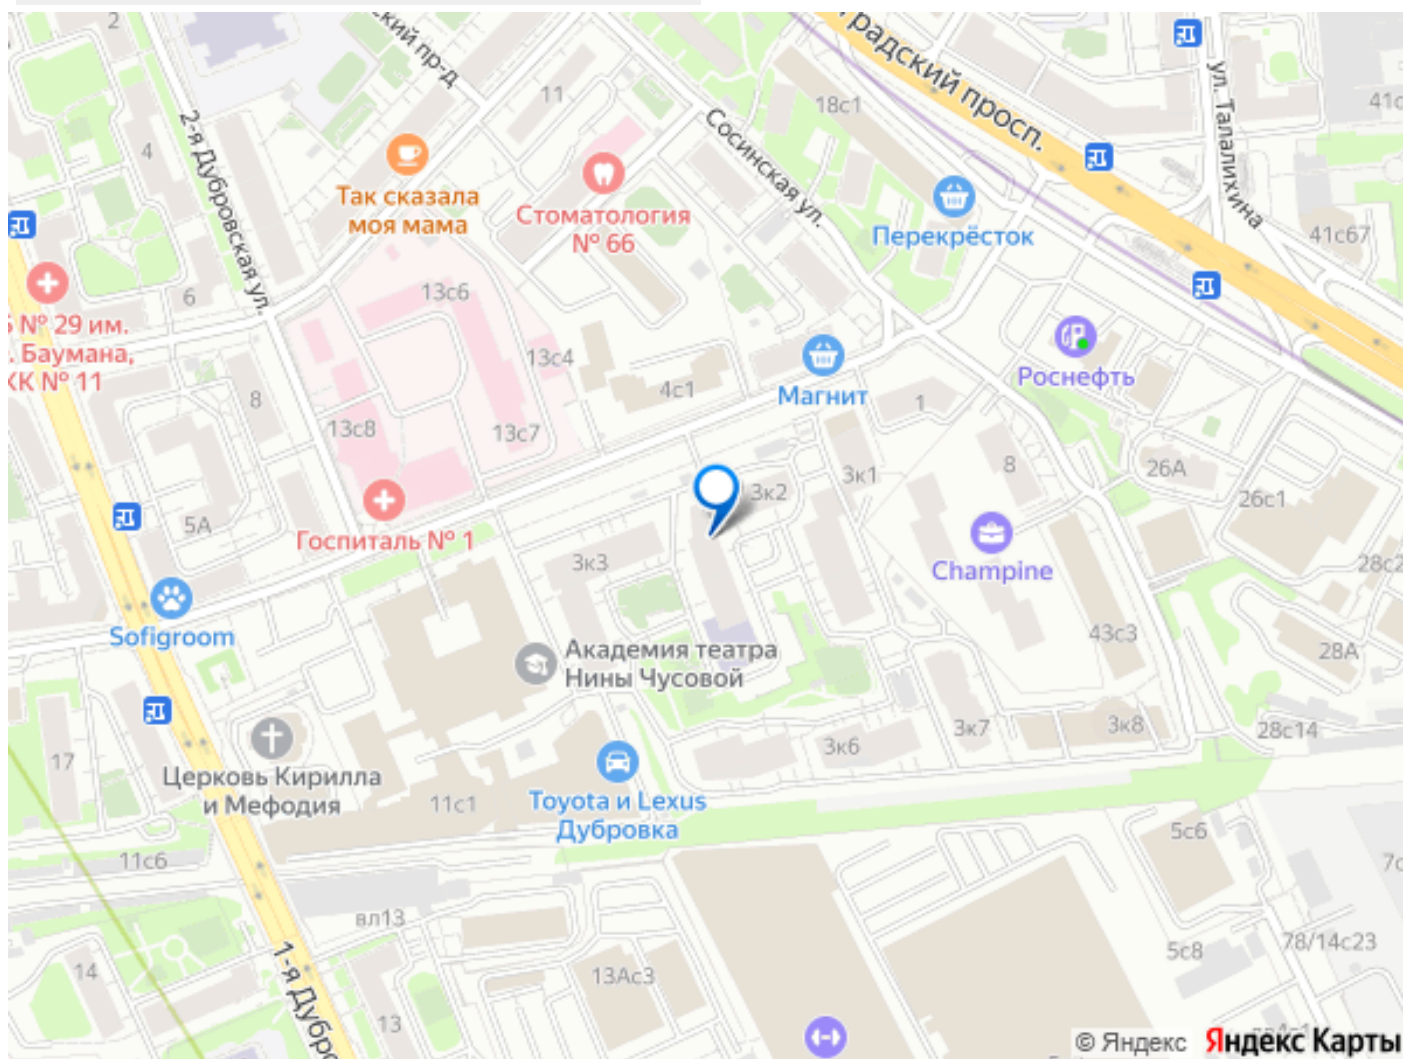 2
ский пр-д
градский просп.
ул. Талалихина
41с
11
18с1
2-я Дубровская ул.
4
Сосинская ул.
Так сказала
моя мама
Стоматология
№ 66
Перекрёсток
41с67
6
13с6
№ 29 им.
. Баумана,
КК № 11
13с4
Роснефть
8
4с1
Магнит
1
13с8
13с7
3к1
8
26А
3к2
26с1
5А
Госпиталь № 1
3к3
Champine
28с2
Sofigroom
43с3
Академия театра
Нины Чусовой
28А
17
3к6
3к7
3к8
28с14
Церковь Кирилла
и Мефодия
11с1
Toyota и Lexus
Дубровка
5с6
11с6
7с
вл13
1-я Дубро
14
13Ас3
5с8
78/14с23
13
© Яндекс Яндекс Карты